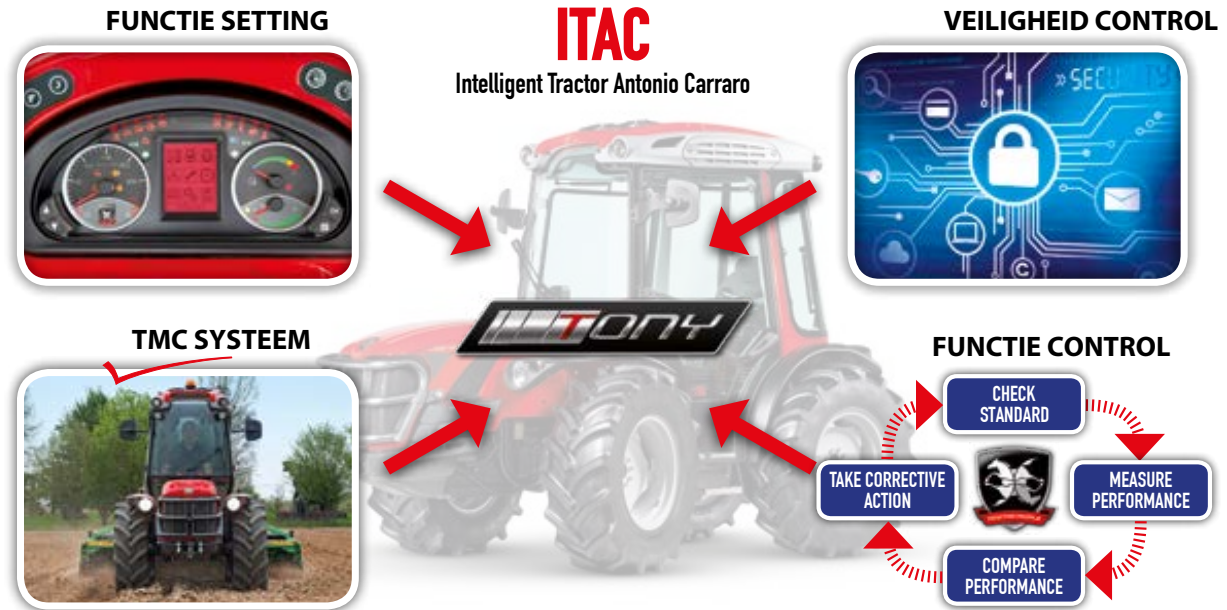 FUNCTIE SETTING
ITAC
Intelligent Tractor Antonio Carraro
VEILIGHEID CONTROL
» SECURITY
TONY
TMC SYSTEEM
FUNCTIE CONTROL
CHECK
STANDARD
TAKE CORRECTIVE
ACTION
MEASURE
PERFORMANCE
COMPARE
PERFORMANCE